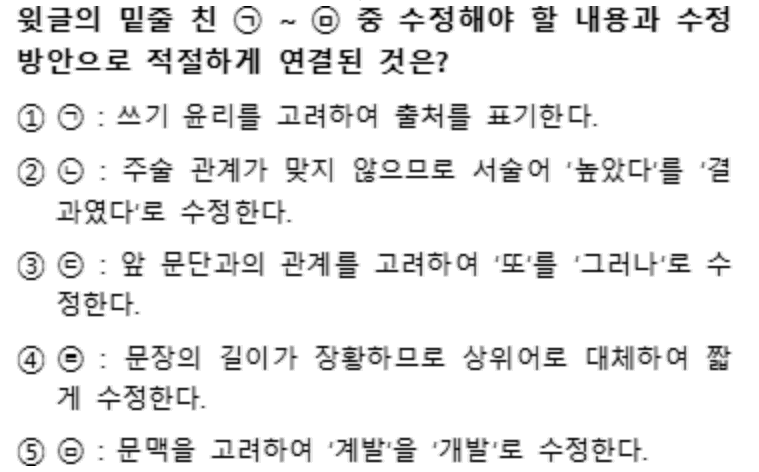 윗글의 밑줄 친 ㉠ ~ ㉤ 중 수정해야 할 내용과 수정
방안으로 적절하게 연결된 것은?
① ㉠ : 쓰기 윤리를 고려하여 출처를 표기한다.
② ㉡ : 주술 관계가 맞지 않으므로 서술어 '높았다'를 '결
과였다'로 수정한다.
③ ㉢ : 앞 문단과의 관계를 고려하여 '또'를 '그러나'로 수
정한다.
④ ㉣ : 문장의 길이가 장황하므로 상위어로 대체하여 짧
게 수정한다.
⑤ ㉤ : 문맥을 고려하여 '계발'을 '개발'로 수정한다.